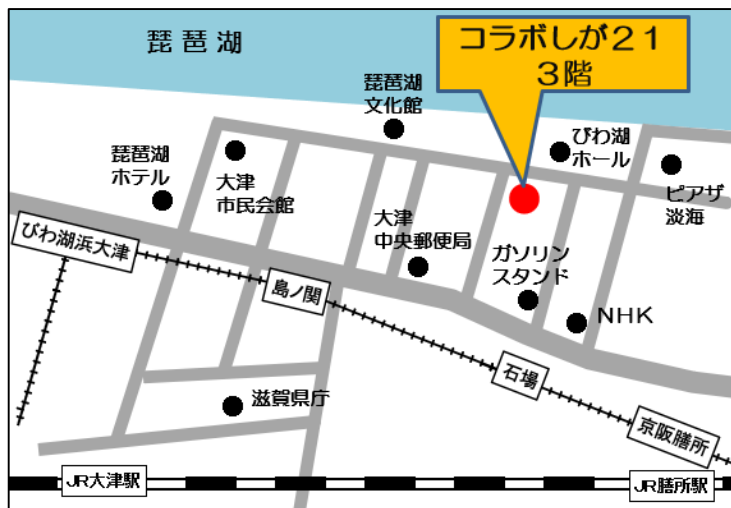 琵琶湖
コラボしが２１
３階
琵琶湖
文化館
びわ湖
ホール
琵琶湖
ホテル
大津
市民会館
ピアザ
淡海
大津
中央郵便局
ガソリン
スタンド
びわ湖浜大津
島ノ関
NHK
石場
滋賀県庁
京阪膳所
JR大津駅
JR膳所駅